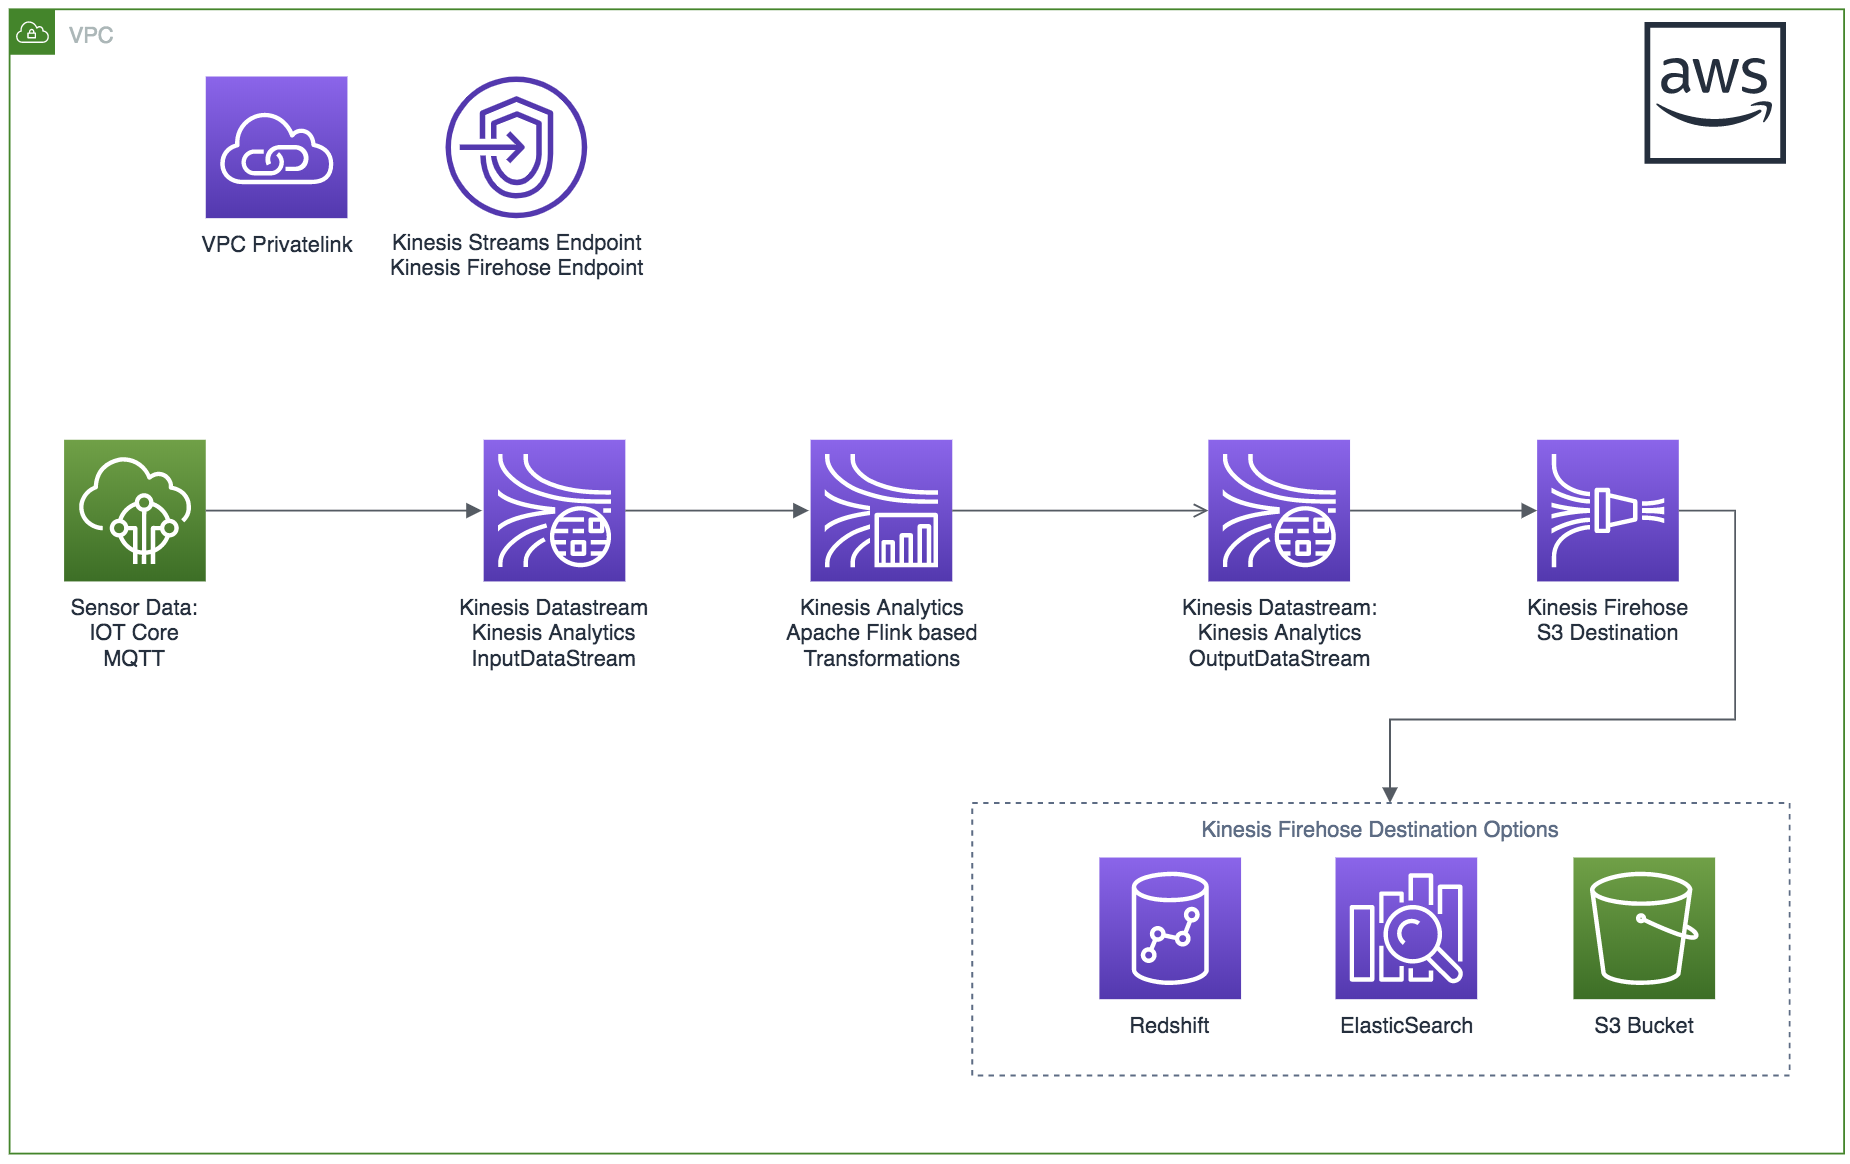 VPC
aws
VPC Privatelink
Kinesis Streams Endpoint
Kinesis Firehose Endpoint
Sensor Data:
IOT Core
MQTT
Kinesis Datastream
Kinesis Analytics
InputDataStream
Kinesis Analytics
Apache Flink based
Transformations
Kinesis Datastream:
Kinesis Analytics
OutputDataStream
Kinesis Firehose
S3 Destination
Kinesis Firehose Destination Options
Redshift
ElasticSearch
S3 Bucket